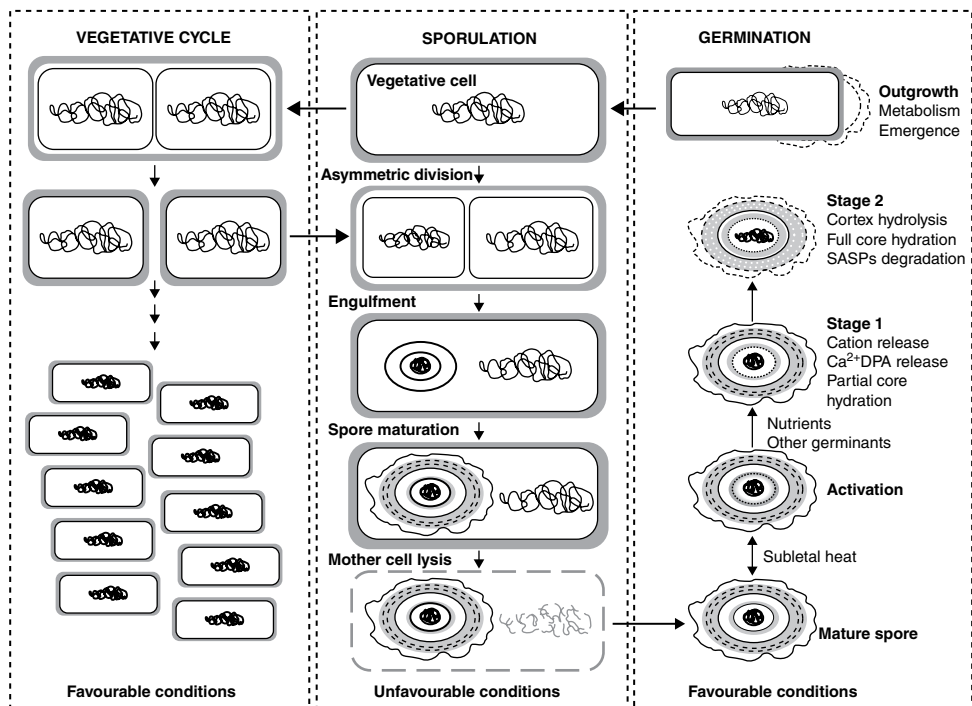 VEGETATIVE CYCLE
Favourable conditions
SPORULATION
Vegetative cell
Asymmetric division
Engulfment
Spore maturation
Mother cell lysis
Unfavourable conditions
GERMINATION
Outgrowth
Metabolism
Emergence
Stage 2
Cortex hydrolysis
Full core hydration
SASPs degradation
Stage 1
Cation release
Ca²⁺DPA release
Partial core
hydration
Nutrients
Other germinants
Activation
Subletal heat
Mature spore
Favourable conditions